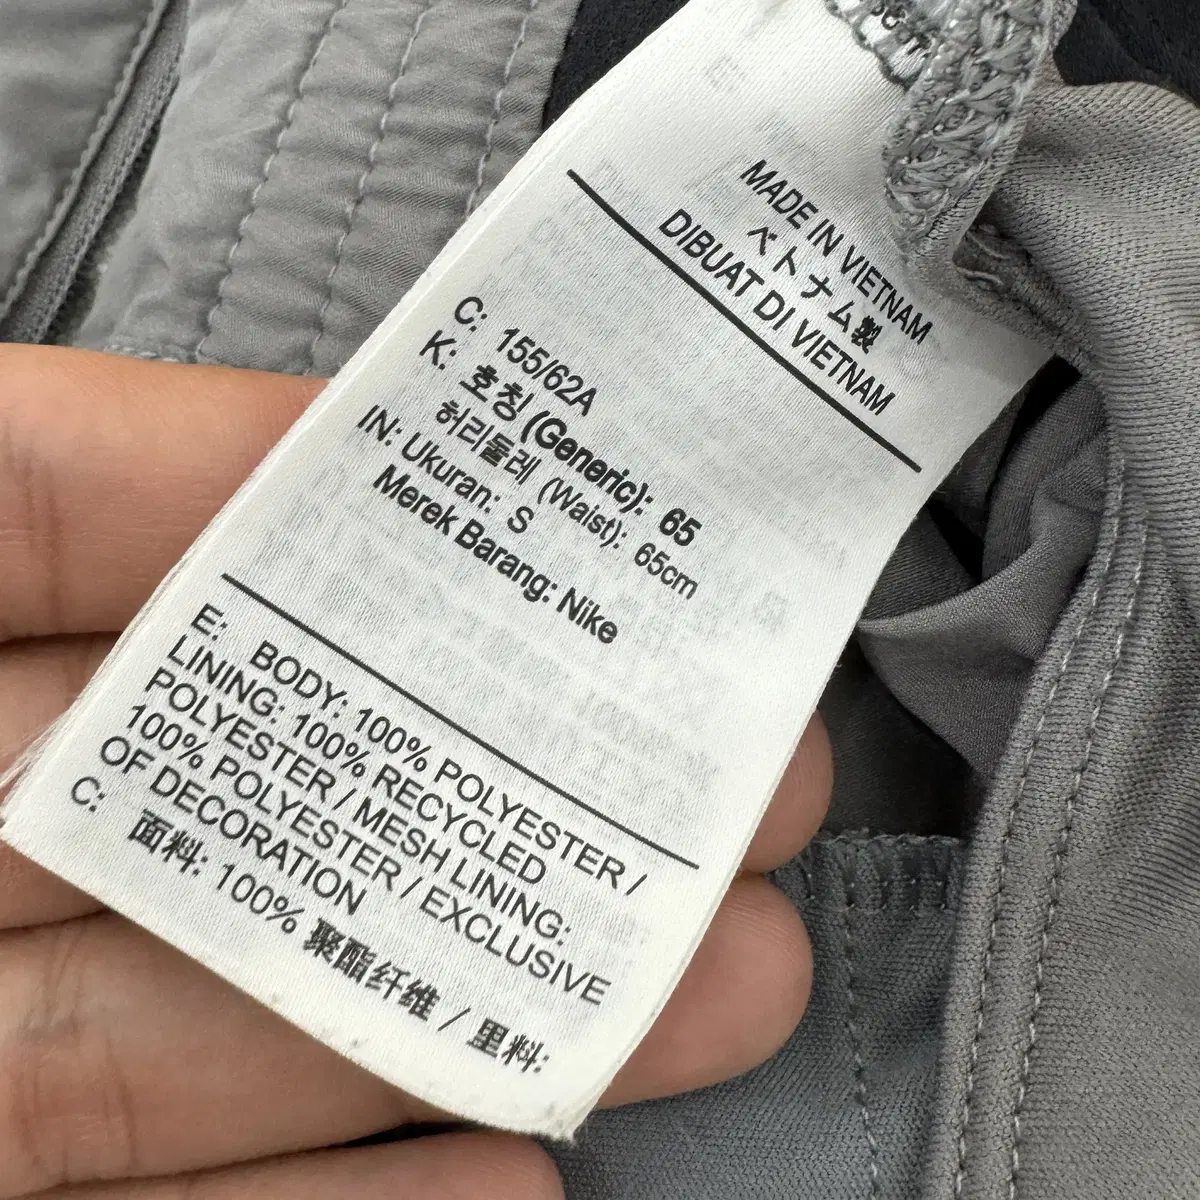 MADE IN VIETNAM
ベトナム製
DIBUAT DI VIETNAM
C: 155/62A
K: 호칭 (Generic): 65
허리둘레 (Waist): 65cm
IN: Ukuran: S
Merek Barang: Nike
E: BODY: 100% POLYESTER /
LINING: 100% RECYCLED
POLYESTER / MESH LINING:
100% POLYESTER / EXCLUSIVE
OF DECORATION
C: 面料: 100% 聚酯纤维 / 里料: